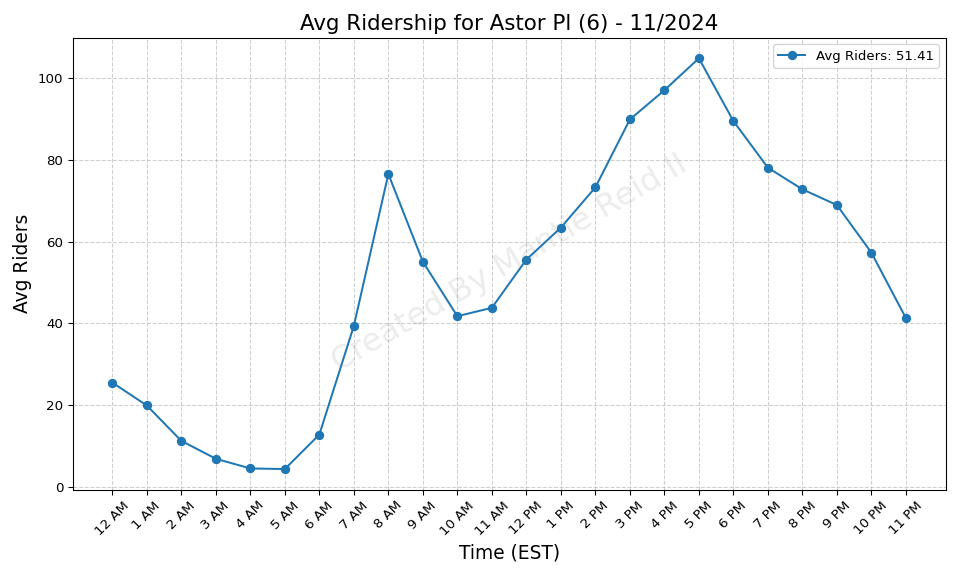 Avg Ridership for Astor Pl (6) - 11/2024
Avg Riders: 51.41
Avg Riders
100
80
60
40
20
0
Created By Mantle Reid II
12 AM
1 AM
2 AM
3 AM
4 AM
5 AM
6 AM
7 AM
8 AM
9 AM
10 AM
11 AM
12 PM
1 PM
2 PM
3 PM
4 PM
5 PM
6 PM
7 PM
8 PM
9 PM
10 PM
11 PM
Time (EST)